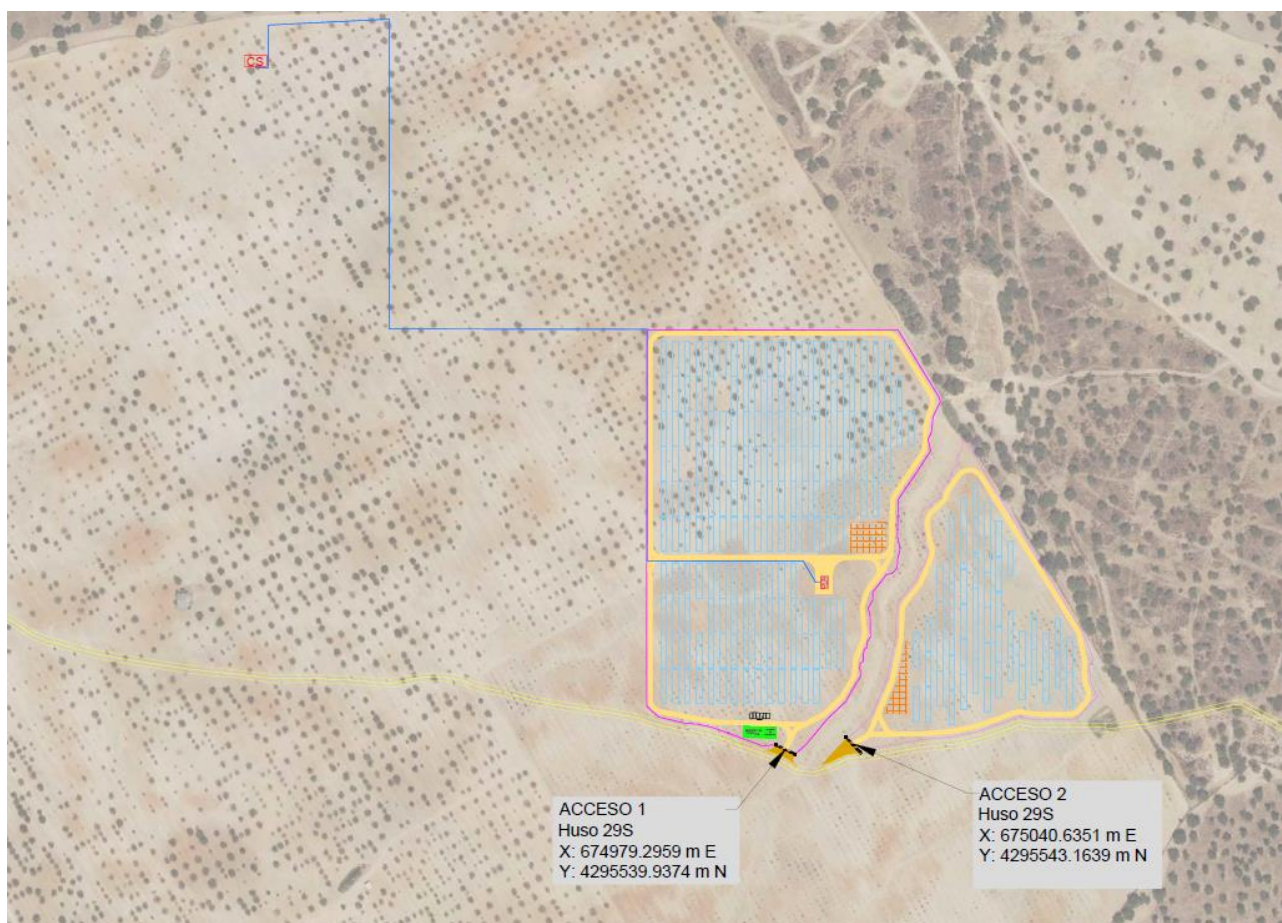 CS
ACCESO 1
Huso 29S
X: 674979.2959 m E
Y: 4295539.9374 m N
ACCESO 2
Huso 29S
X: 675040.6351 m E
Y: 4295543.1639 m N